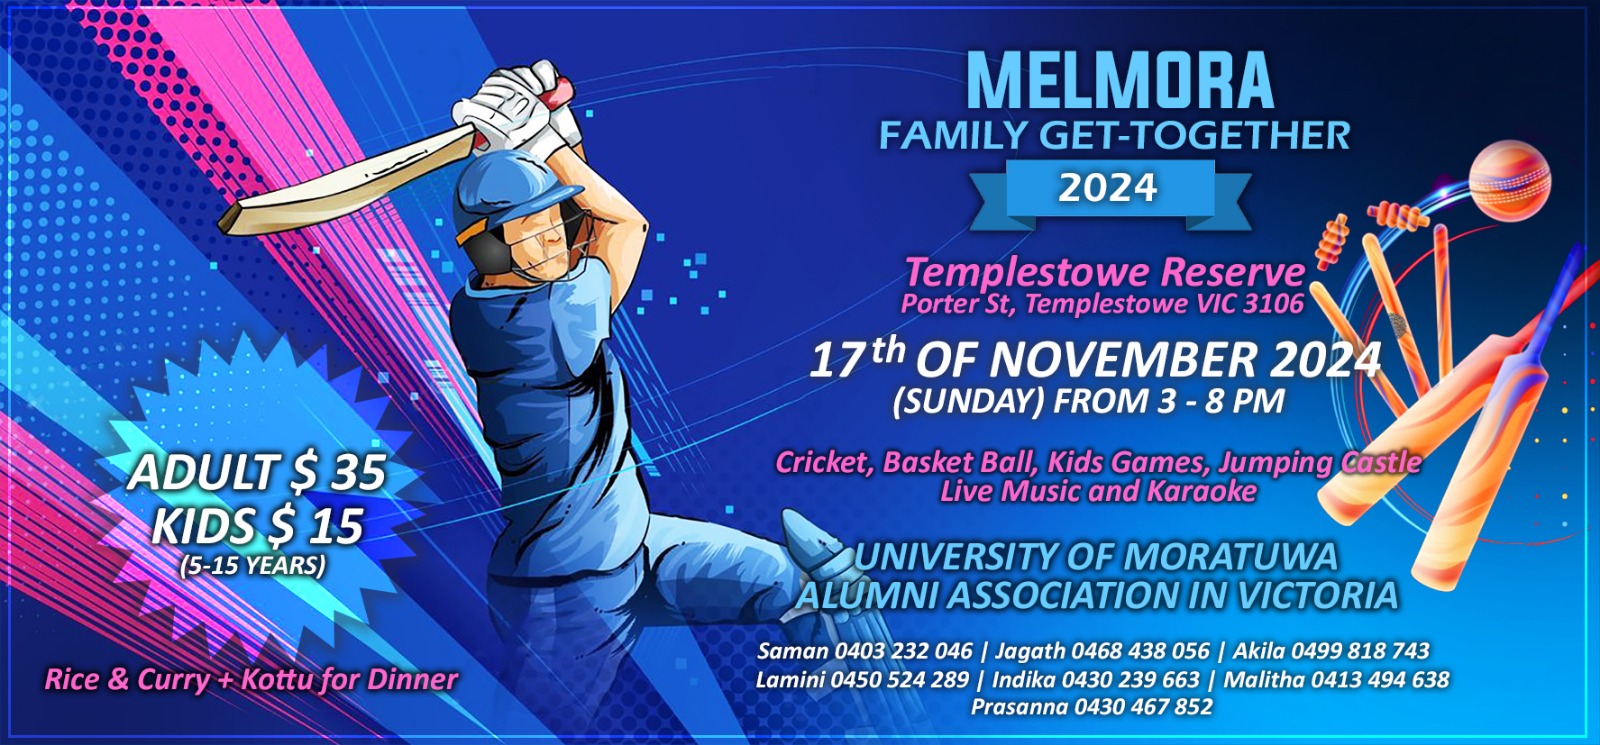 MELMORA
FAMILY GET-TOGETHER
2024
Templestowe Reserve
Porter St, Templestowe VIC 3106
17th OF NOVEMBER 2024
(SUNDAY) FROM 3 - 8 PM
Cricket, Basket Ball, Kids Games, Jumping Castle
Live Music and Karaoke
UNIVERSITY OF MORATUWA
ALUMNI ASSOCIATION IN VICTORIA
Saman 0403 232 046 | Jagath 0468 438 056 | Akila 0499 818 743
Lamini 0450 524 289 | Indika 0430 239 663 | Malitha 0413 494 638
Prasanna 0430 467 852
ADULT $ 35
KIDS $ 15
(5-15 YEARS)
Rice & Curry + Kottu for Dinner